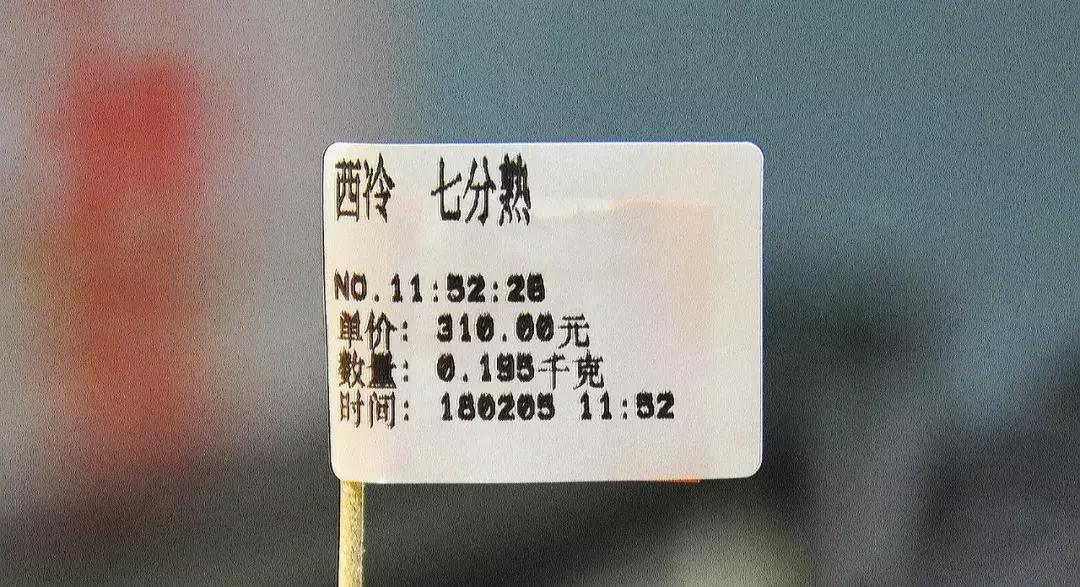 西冷 七分熟
NO.11:52:26
单价: 310.00元
数量: 0.195千克
时间: 180205 11:52